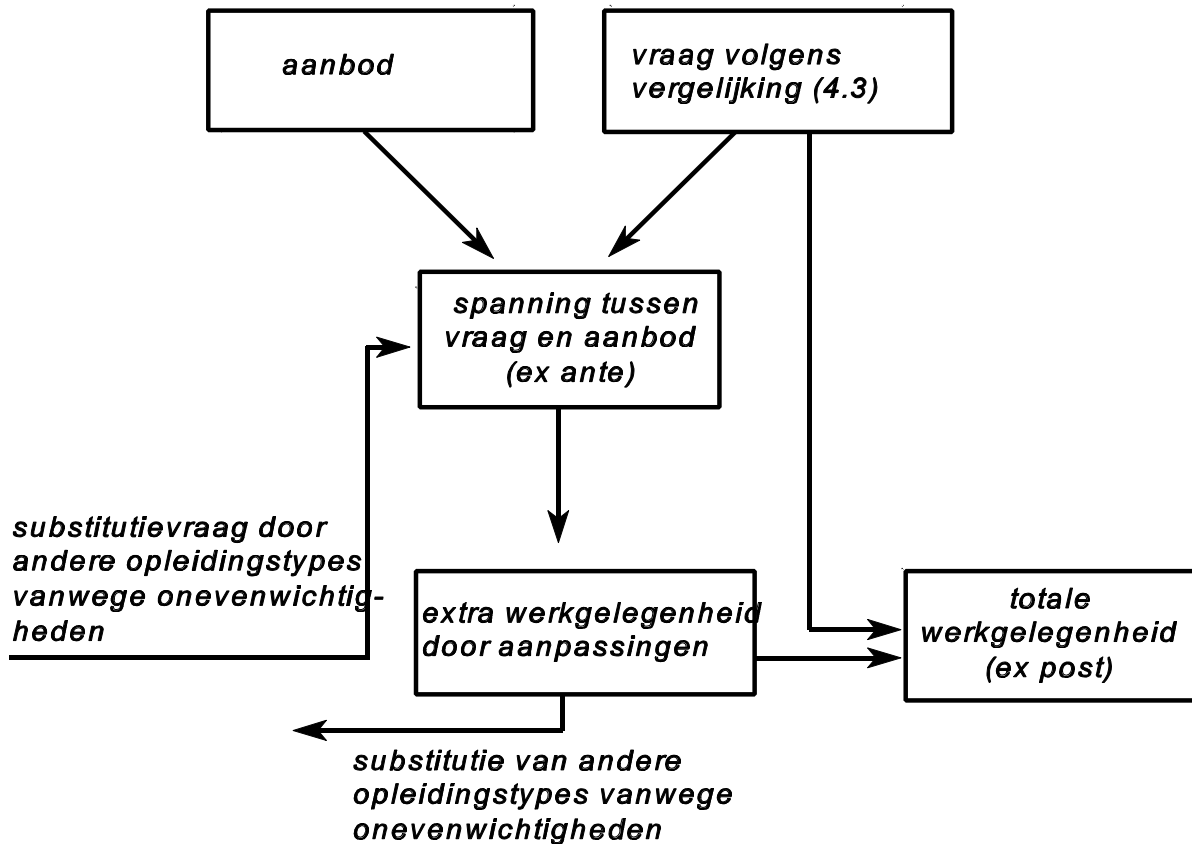 aanbod
vraag volgens
vergelijking (4.3)
spanning tussen
vraag en aanbod
(ex ante)
substitutievraag door
andere opleidingstypes
vanwege onevenwichtig-
heden
extra werkgelegenheid
door aanpassingen
totale
werkgelegenheid
(ex post)
substitutie van andere
opleidingstypes vanwege
onevenwichtigheden